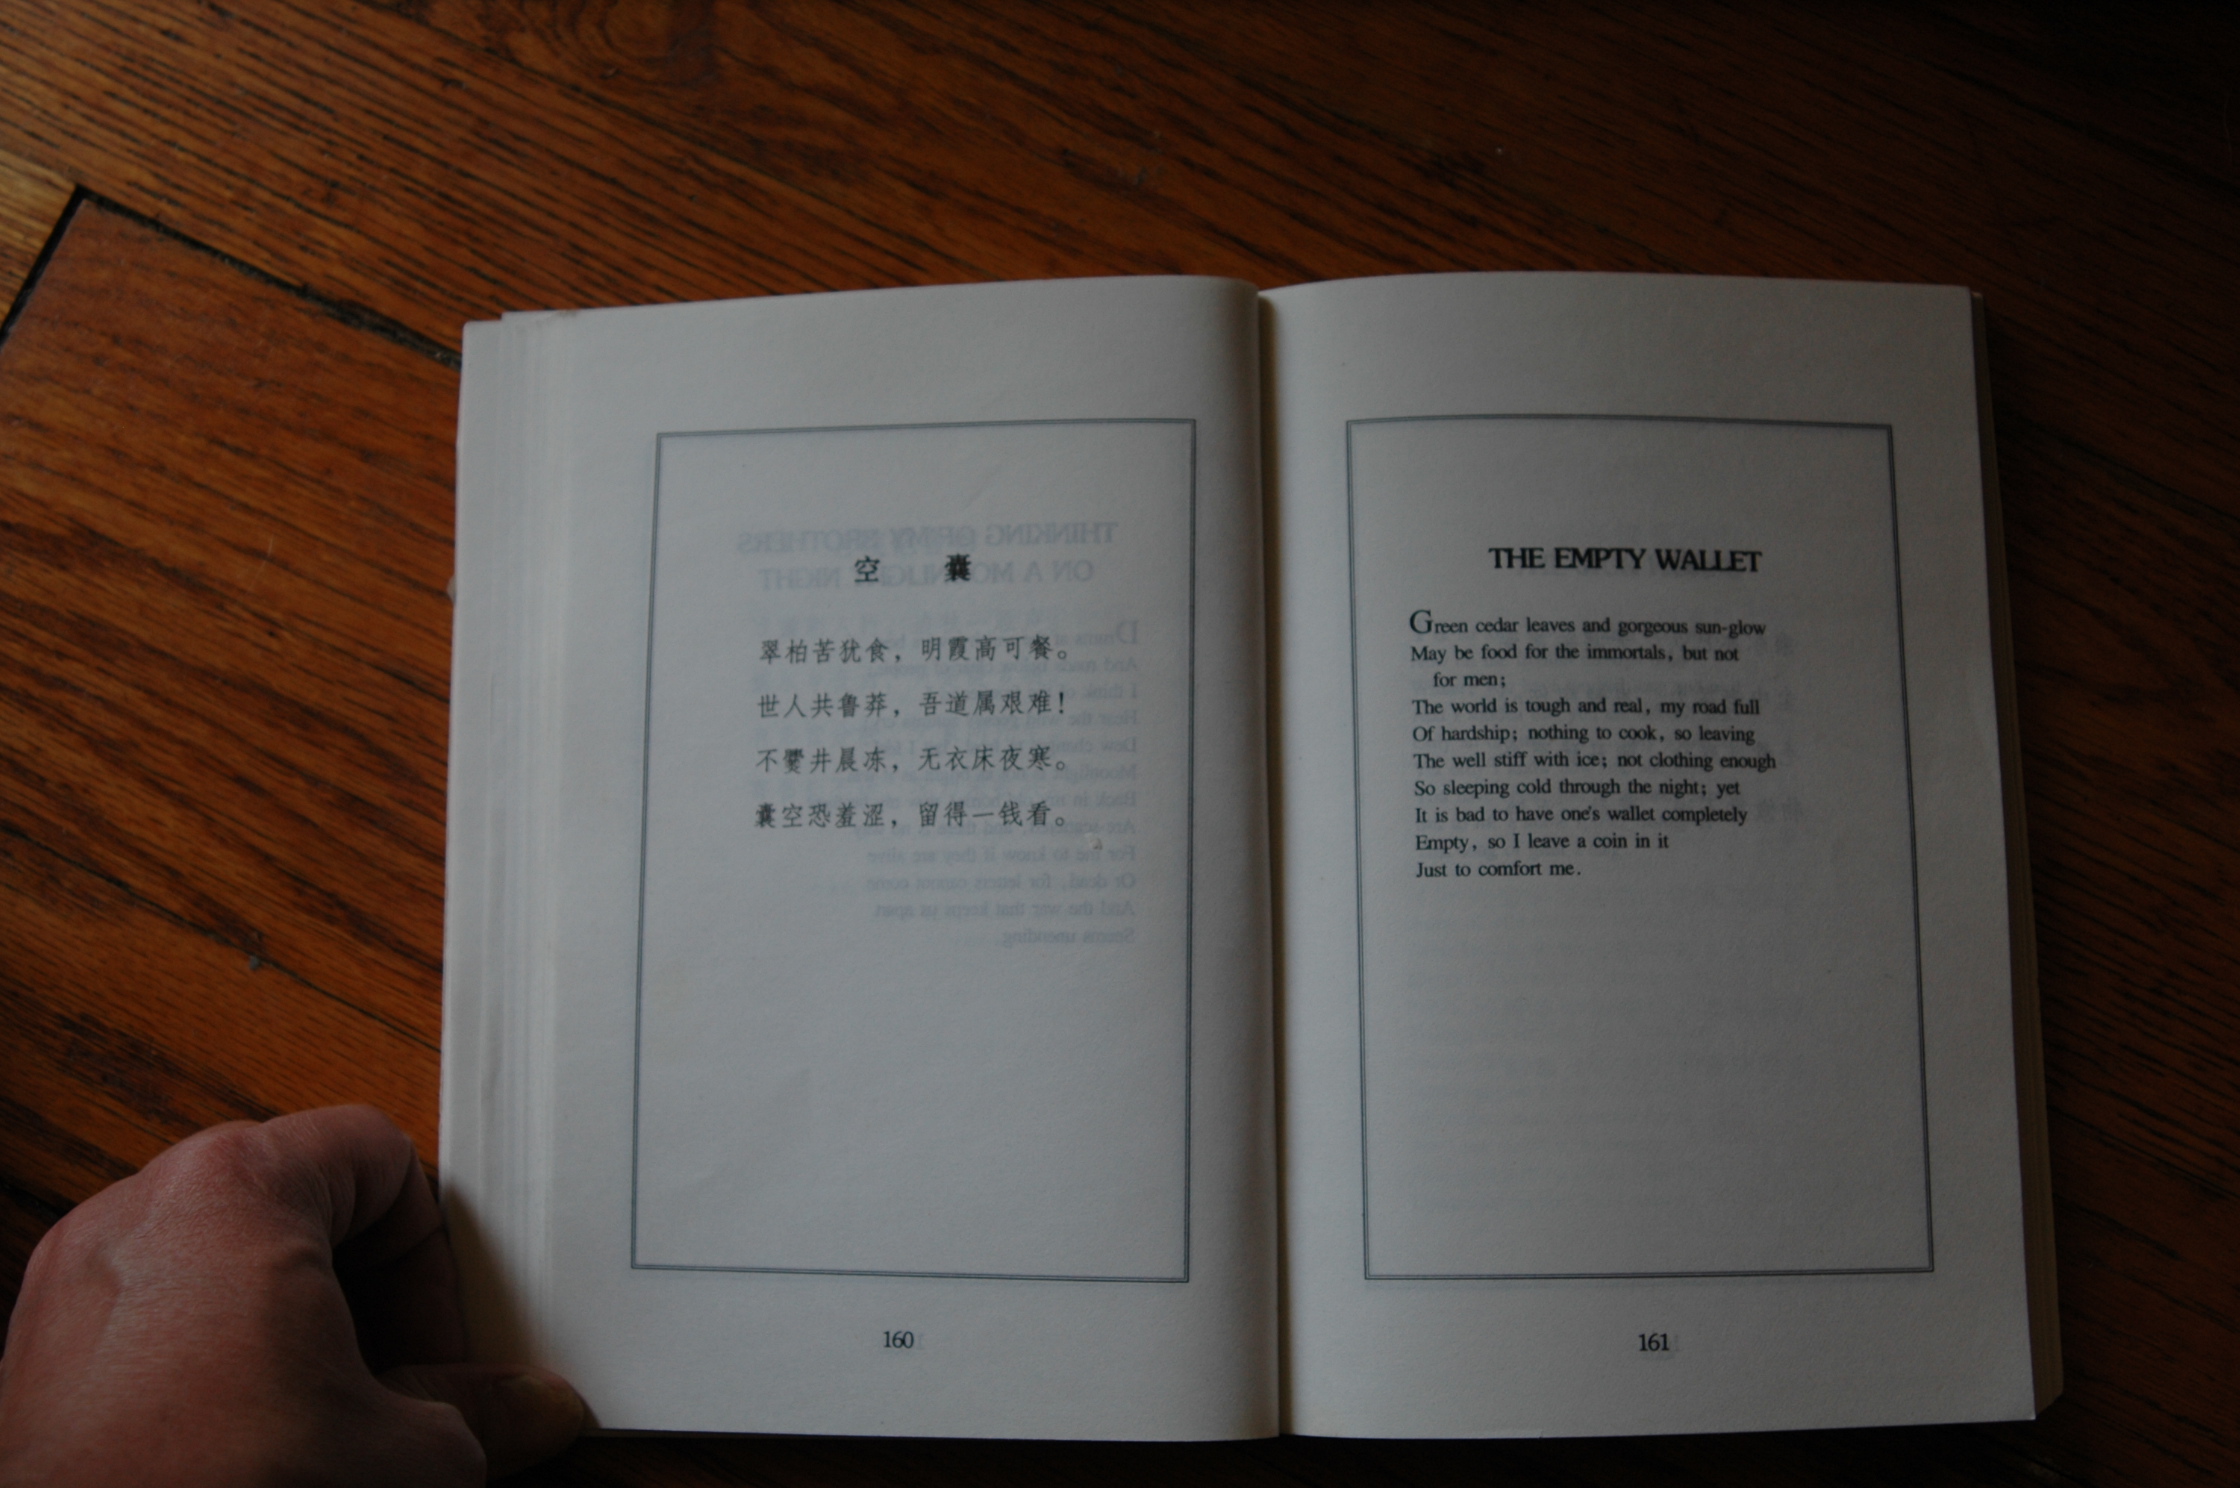 空 囊
翠柏苦犹食，明霞高可餐。
世人共鲁莽，吾道属艰难！
不爨井晨冻，无衣床夜寒。
囊空恐羞涩，留得一钱看。
160
THE EMPTY WALLET
Green cedar leaves and gorgeous sun-glow
May be food for the immortals, but not
for men;
The world is tough and real, my road full
Of hardship; nothing to cook, so leaving
The well stiff with ice; not clothing enough
So sleeping cold through the night; yet
It is bad to have one's wallet completely
Empty, so I leave a coin in it
Just to comfort me.
161